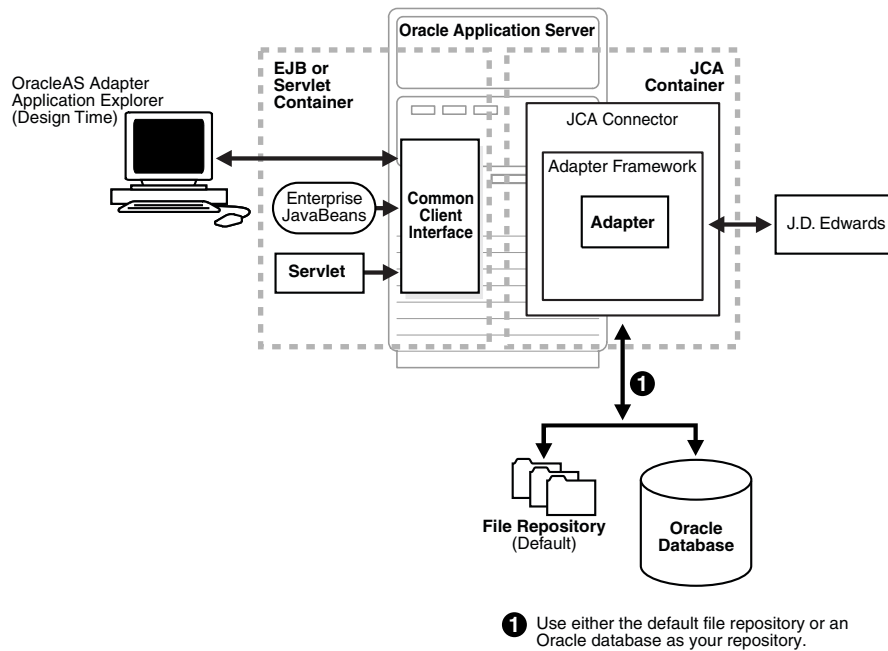 Oracle Application Server
OracleAS Adapter
Application Explorer
(Design Time)
EJB or
Servlet
Container
JCA
Container
JCA Connector
Adapter Framework
Adapter
Enterprise
JavaBeans
Common
Client
Interface
Servlet
J.D. Edwards
1
File Repository
(Default)
Oracle
Database
1 Use either the default file repository or an
Oracle database as your repository.